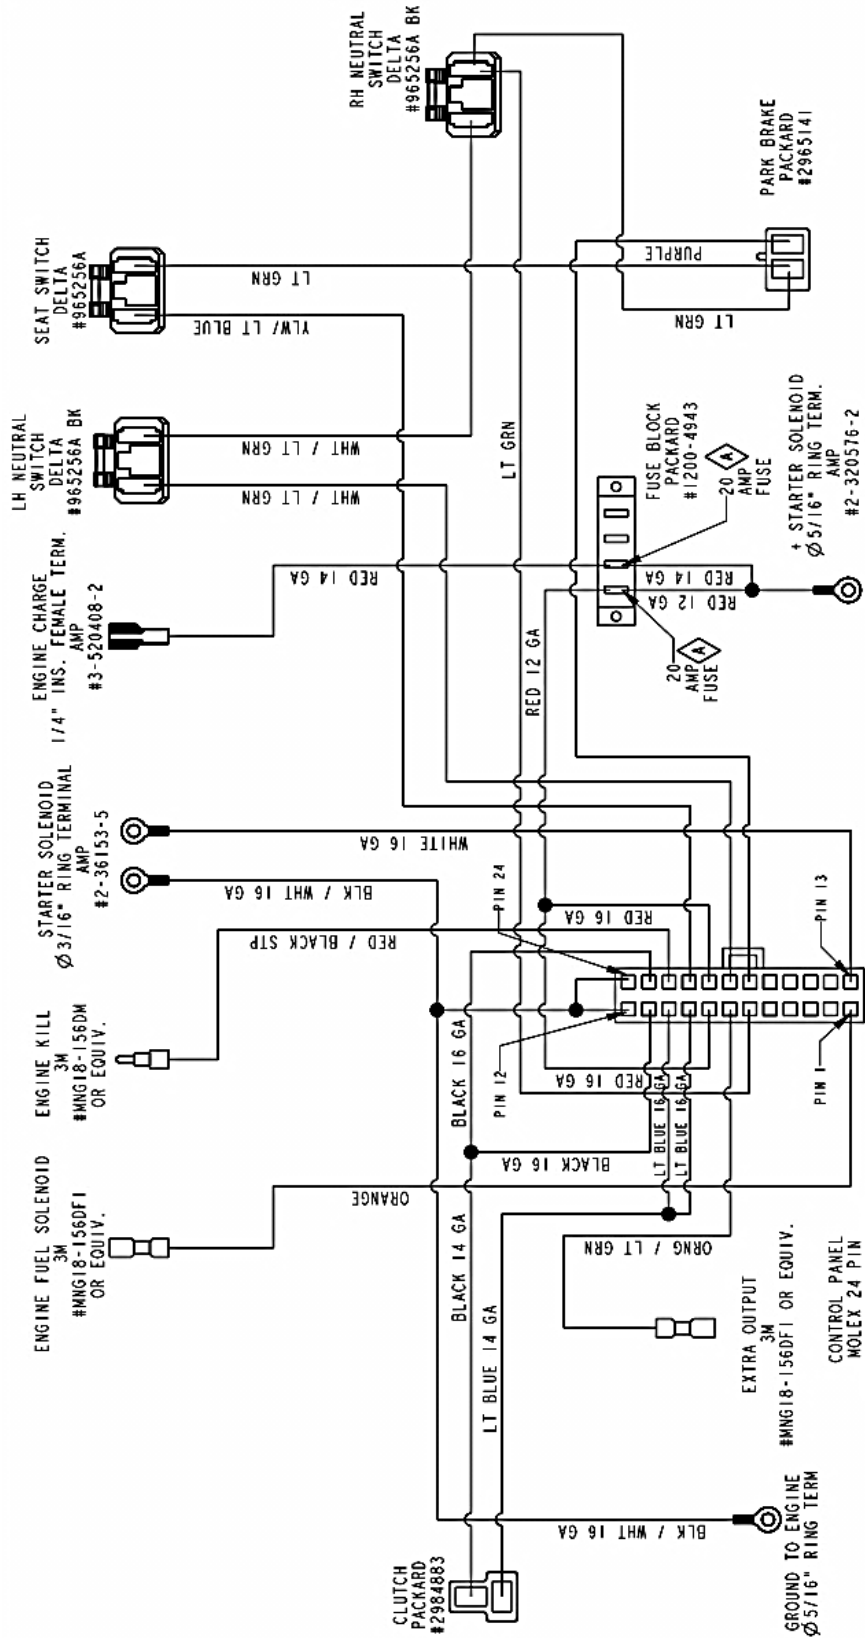 ENGINE FUEL SOLENOID
3M
#MNG18-156DF1
OR EQUIV.
ENGINE KILL
3M
#MNG18-156DM
OR EQUIV.
STARTER SOLENOID
Ø3/16" RING TERMINAL
AMP
#2-36153-5
ENGINE CHARGE
1/4" INS. FEMALE TERM.
AMP
#3-520408-2
LH NEUTRAL
SWITCH
DELTA
#965256A BK
SEAT SWITCH
DELTA
#965256A
RH NEUTRAL
SWITCH
DELTA
#965256A BK
ORANGE
RED / BLACK STP
BLK / WHT 16 GA
WHITE 16 GA
RED 14 GA
WHT / LT GRN
WHT / LT GRN
YLW/ LT BLUE
LT GRN
CLUTCH
PACKARD
#2984883
BLACK 14 GA
BLACK 16 GA
LT BLUE 14 GA
BLACK 16 GA
PIN 12
PIN 24
RED 16 GA
RED 16 GA
LT GRN
RED 12 GA
BLK / WHT 16 GA
ORNG / LT GRN
LT BLUE 16 GA
LT BLUE 16 GA
RED 12 GA
RED 14 GA
LT GRN
PURPLE
FUSE BLOCK
PACKARD
#1200-4943
20
AMP
FUSE
A
20
AMP
FUSE
A
PARK BRAKE
PACKARD
#2965141
GROUND TO ENGINE
Ø5/16" RING TERM
EXTRA OUTPUT
3M
#MNG18-156DF1 OR EQUIV.
PIN 1
PIN 13
CONTROL PANEL
MOLEX 24 PIN
+ STARTER SOLENOID
Ø5/16" RING TERM.
AMP
#2-320576-2